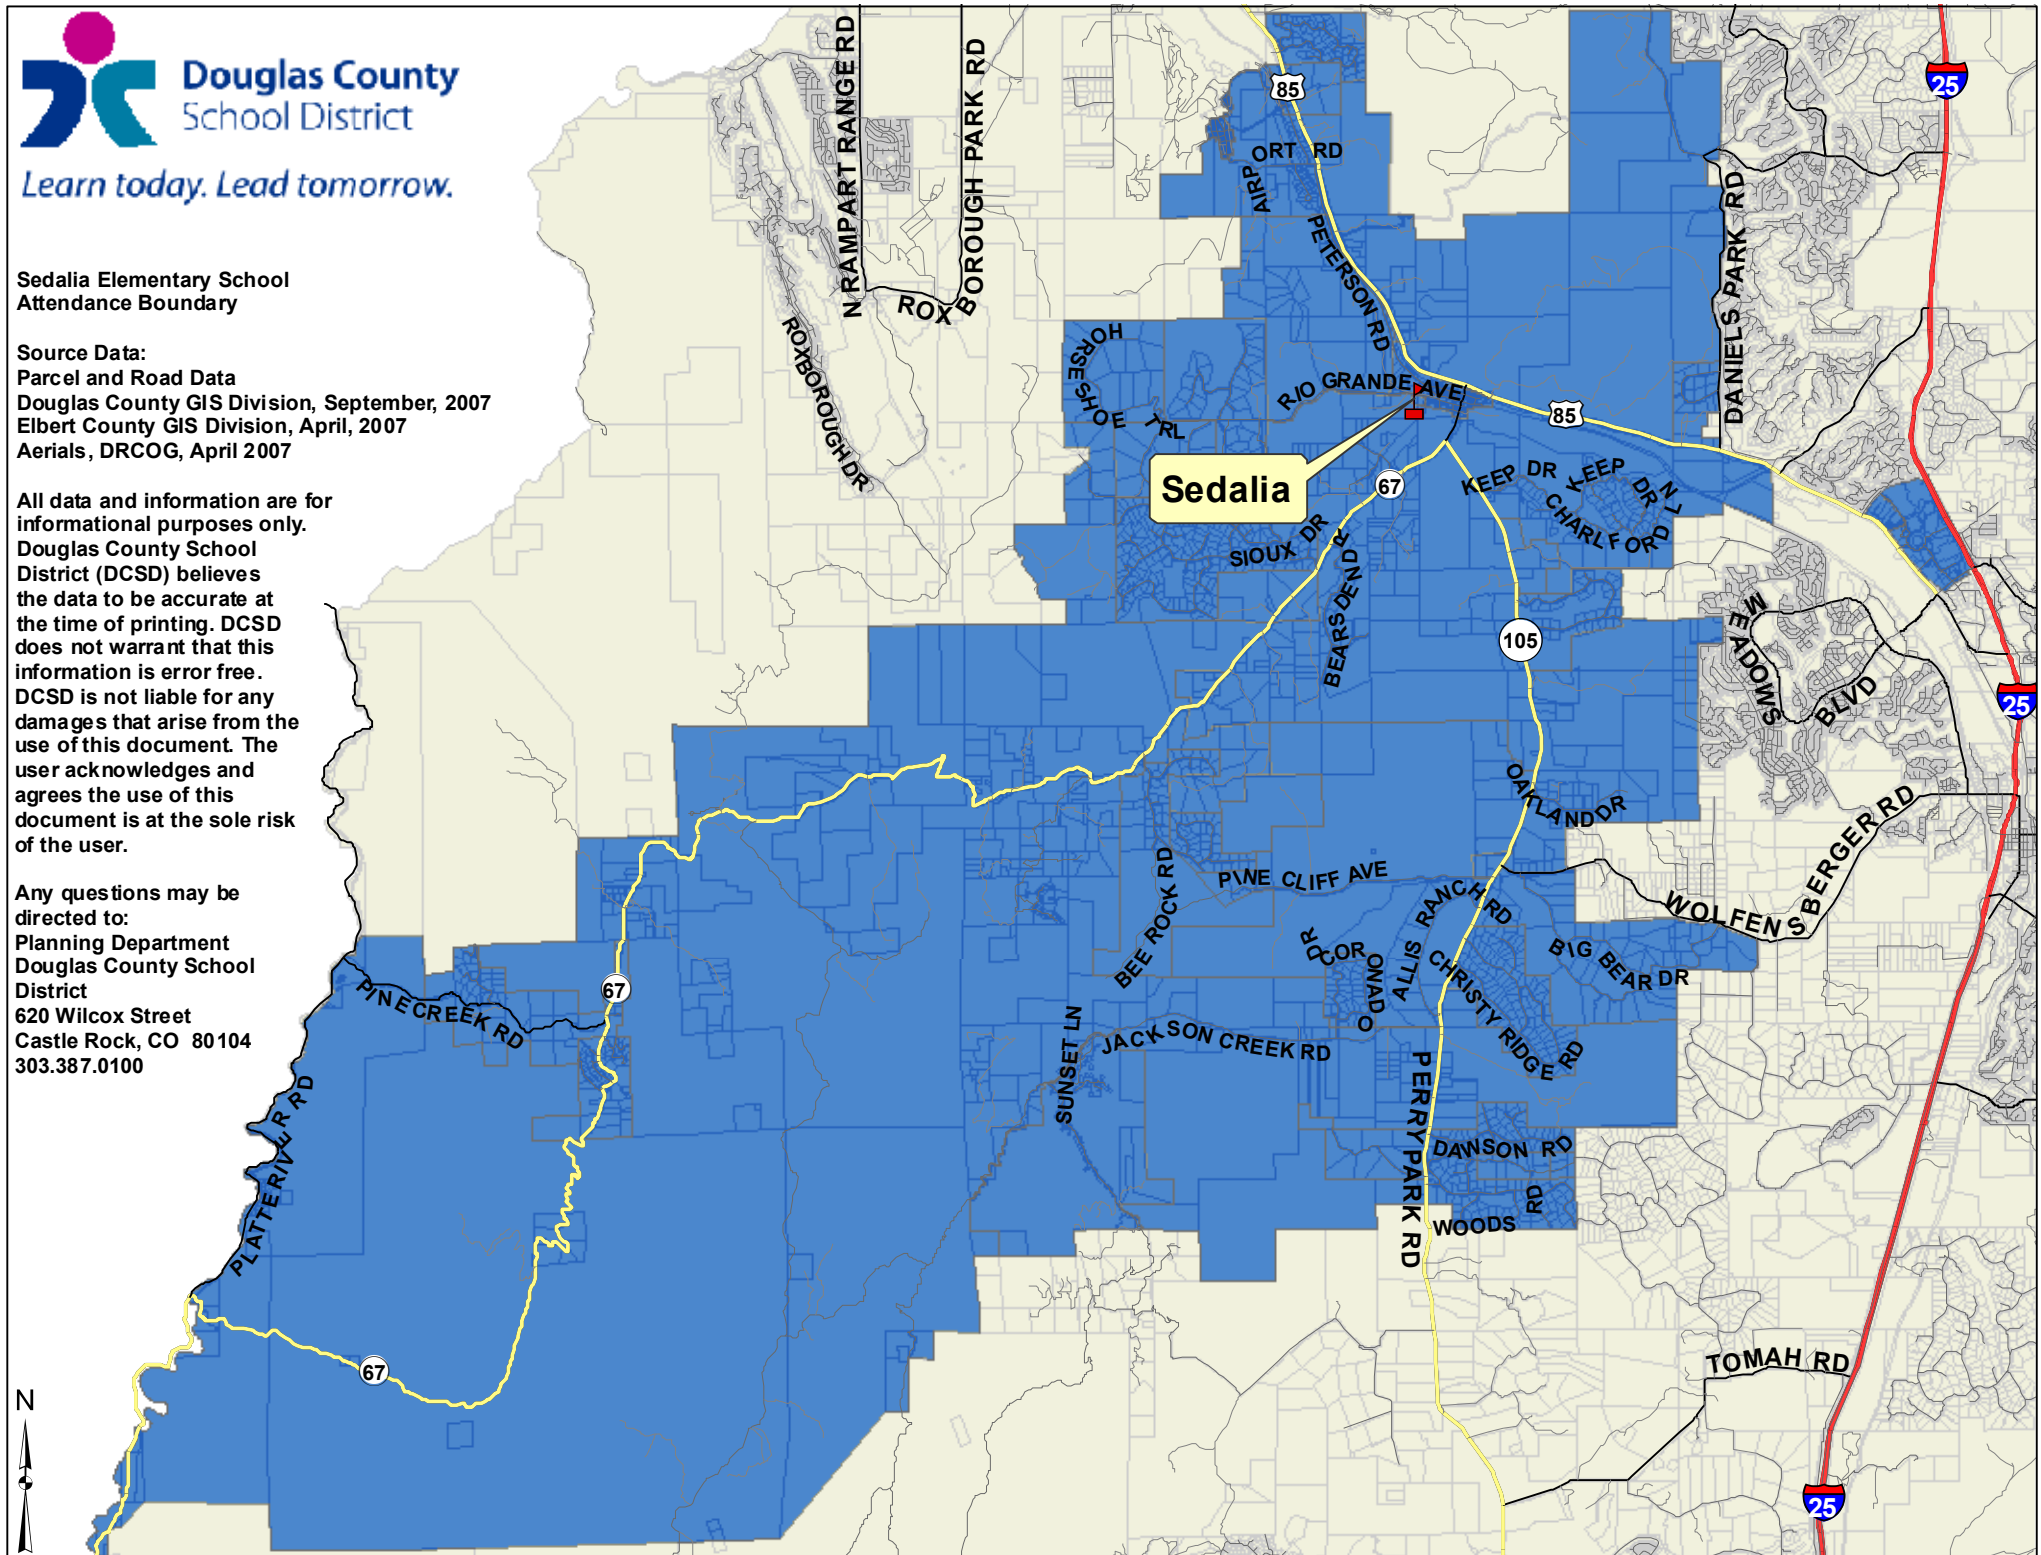 Douglas County
School District
Learn today. Lead tomorrow.
Sedalia Elementary School
Attendance Boundary
Source Data:
Parcel and Road Data
Douglas County GIS Division, September, 2007
Elbert County GIS Division, April, 2007
Aerials, DRCOG, April 2007
All data and information are for
informational purposes only.
Douglas County School
District (DCSD) believes
the data to be accurate at
the time of printing. DCSD
does not warrant that this
information is error free.
DCSD is not liable for any
damages that arise from the
use of this document. The
user acknowledges and
agrees the use of this
document is at the sole risk
of the user.
Any questions may be
directed to:
Planning Department
Douglas County School
District
620 Wilcox Street
Castle Rock, CO 80104
303.387.0100
N
N RAMPART RANGE RD
ROXBOROUGH PARK RD
ROXBOROUGH DR
85
AIRPORT RD
PETERSON RD
DANIELS PARK RD
25
HORSESHOE TRL
RIO GRANDE AVE
85
Sedalia
67
KEEP DR
KEEP DR
CHARLFORD LN
SIOUX DR
BEARSDEN DR
105
MEADOWS BLVD
25
OAKLAND DR
WOLFENSBERGER RD
PINE CLIFF AVE
BEE ROCK RD
ALLIS RANCH RD
CORONADO DR
CHRISTY RIDGE RD
BIG BEAR DR
67
PINECREEK RD
SUNSET LN
JACKSON CREEK RD
PLATTERIVER RD
PERRY PARK RD
DAWSON RD
WOODS RD
67
TOMAH RD
25